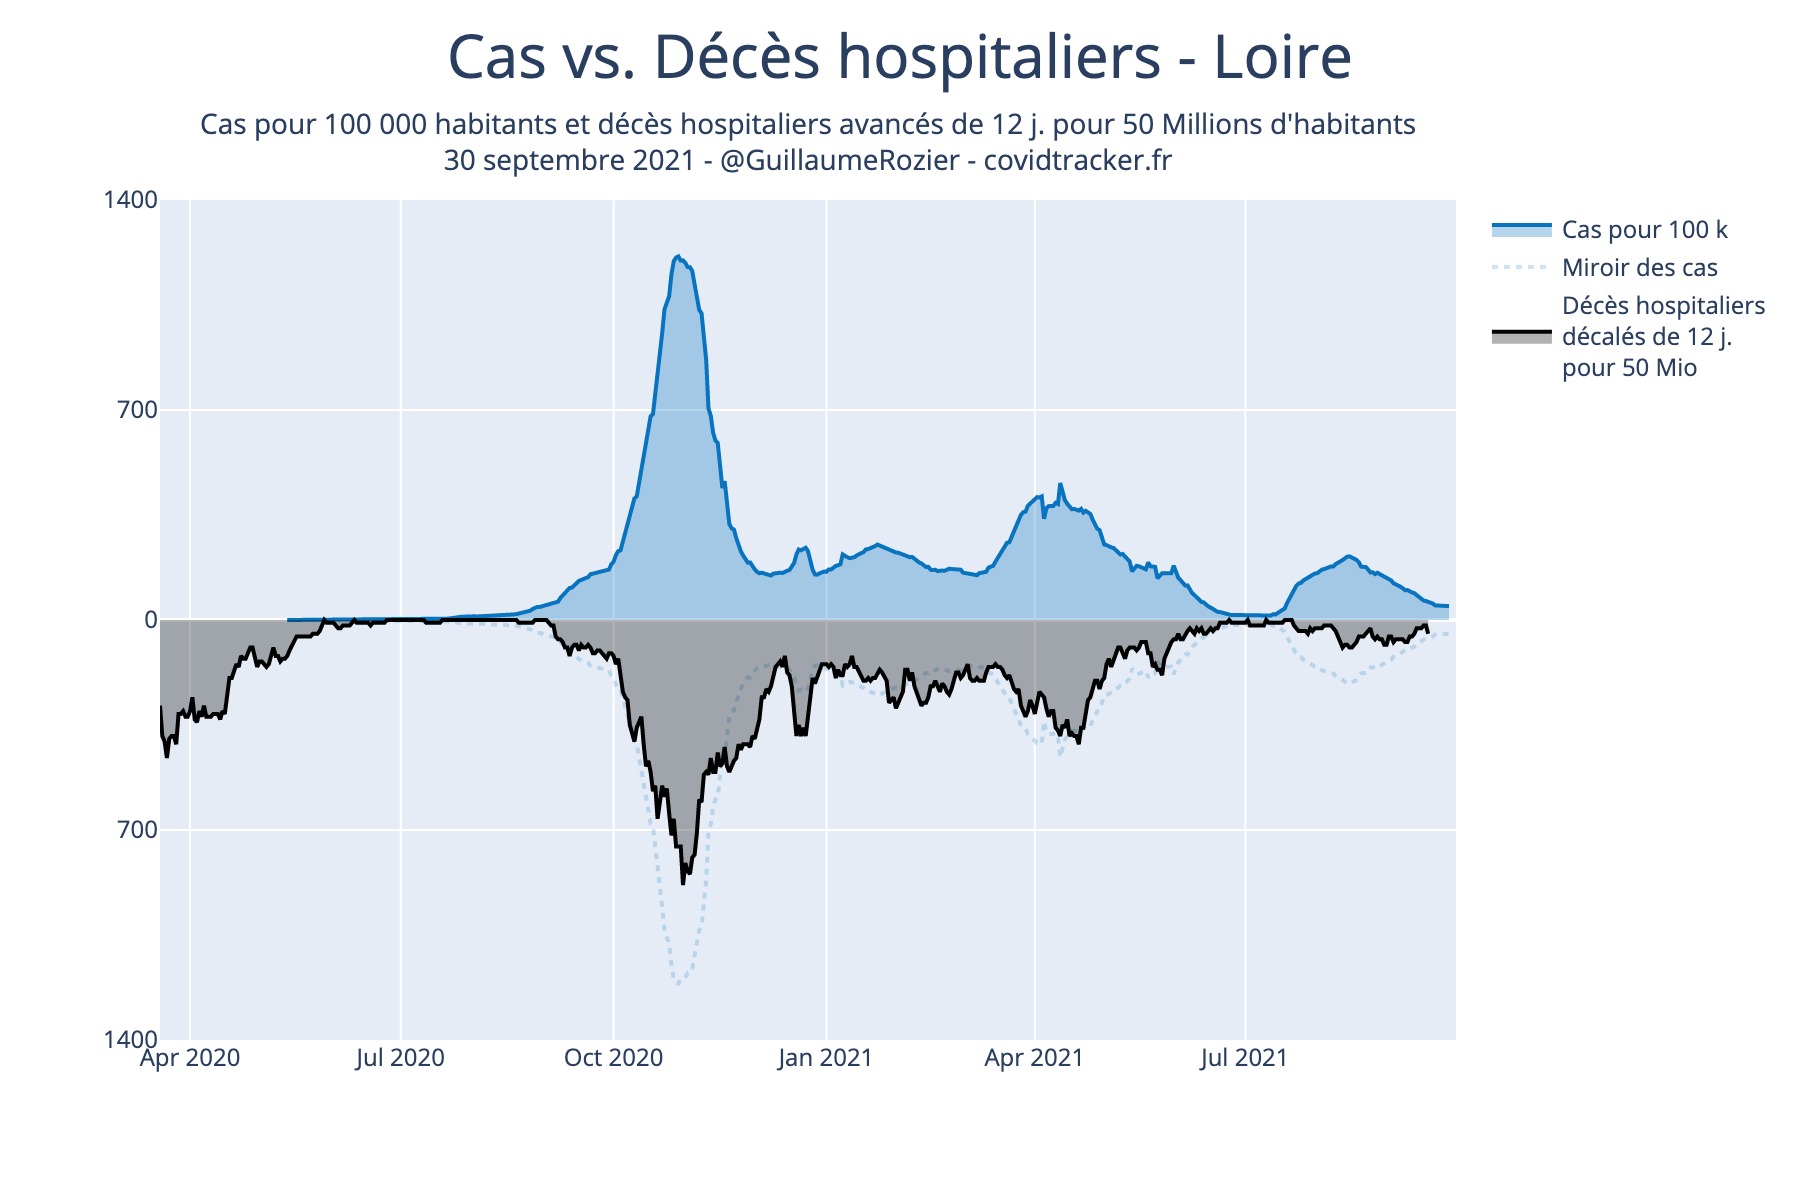 Cas vs. Décès hospitaliers - Loire
Cas pour 100 000 habitants et décès hospitaliers avancés de 12 j. pour 50 Millions d'habitants
30 septembre 2021 - @GuillaumeRozier - covidtracker.fr
1400
700
0
700
1400
Apr 2020
Jul 2020
Oct 2020
Jan 2021
Apr 2021
Jul 2021
Cas pour 100 k
Miroir des cas
Décès hospitaliers
décalés de 12 j.
pour 50 Mio